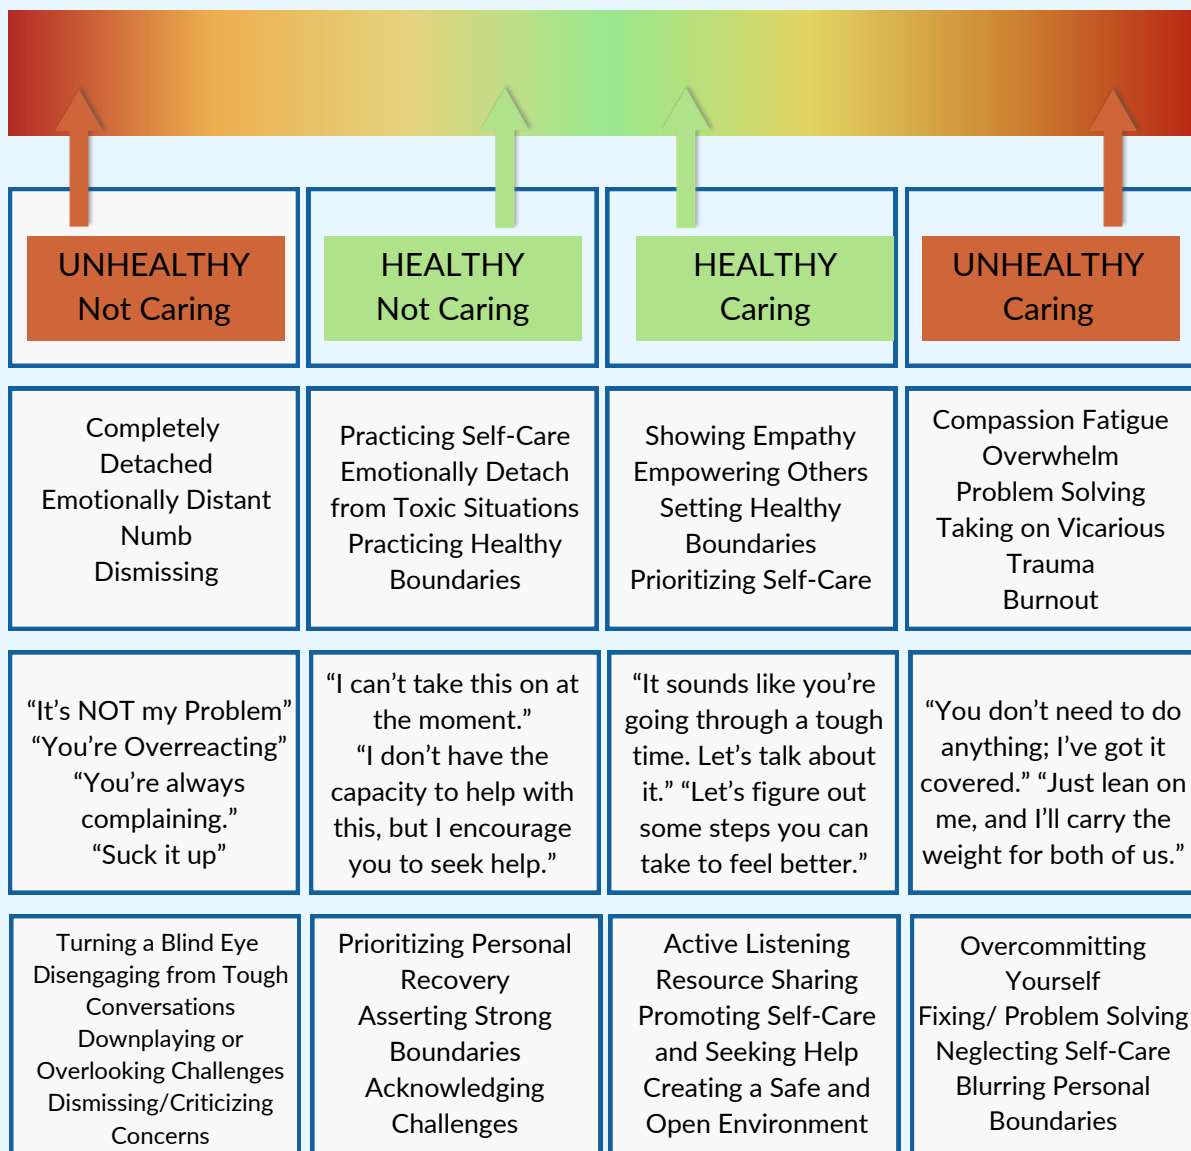 UNHEALTHY
Not Caring
HEALTHY
Not Caring
HEALTHY
Caring
UNHEALTHY
Caring
Completely
Detached
Emotionally Distant
Numb
Dismissing
Practicing Self-Care
Emotionally Detach
from Toxic Situations
Practicing Healthy
Boundaries
Showing Empathy
Empowering Others
Setting Healthy
Boundaries
Prioritizing Self-Care
Compassion Fatigue
Overwhelm
Problem Solving
Taking on Vicarious
Trauma
Burnout
“It’s NOT my Problem”
“You’re Overreacting”
“You’re always
complaining.”
“Suck it up”
“I can’t take this on at
the moment.”
“I don’t have the
capacity to help with
this, but I encourage
you to seek help.”
“It sounds like you’re
going through a tough
time. Let’s talk about
it.” “Let’s figure out
some steps you can
take to feel better.”
“You don’t need to do
anything; I’ve got it
covered.” “Just lean on
me, and I’ll carry the
weight for both of us.”
Turning a Blind Eye
Disengaging from Tough
Conversations
Downplaying or
Overlooking Challenges
Dismissing/Criticizing
Concerns
Prioritizing Personal
Recovery
Asserting Strong
Boundaries
Acknowledging
Challenges
Active Listening
Resource Sharing
Promoting Self-Care
and Seeking Help
Creating a Safe and
Open Environment
Overcommitting
Yourself
Fixing/ Problem Solving
Neglecting Self-Care
Blurring Personal
Boundaries